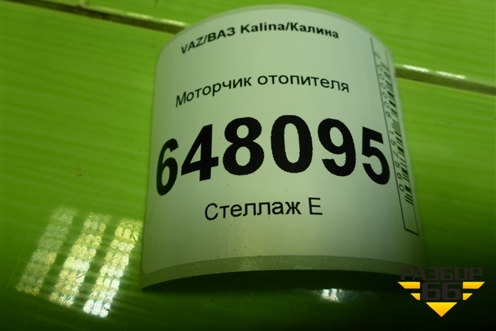 VAZ/ВАЗ Kalina/Калина
Моторчик отопителя
648095
Стеллаж Е
РАЗБОР
66